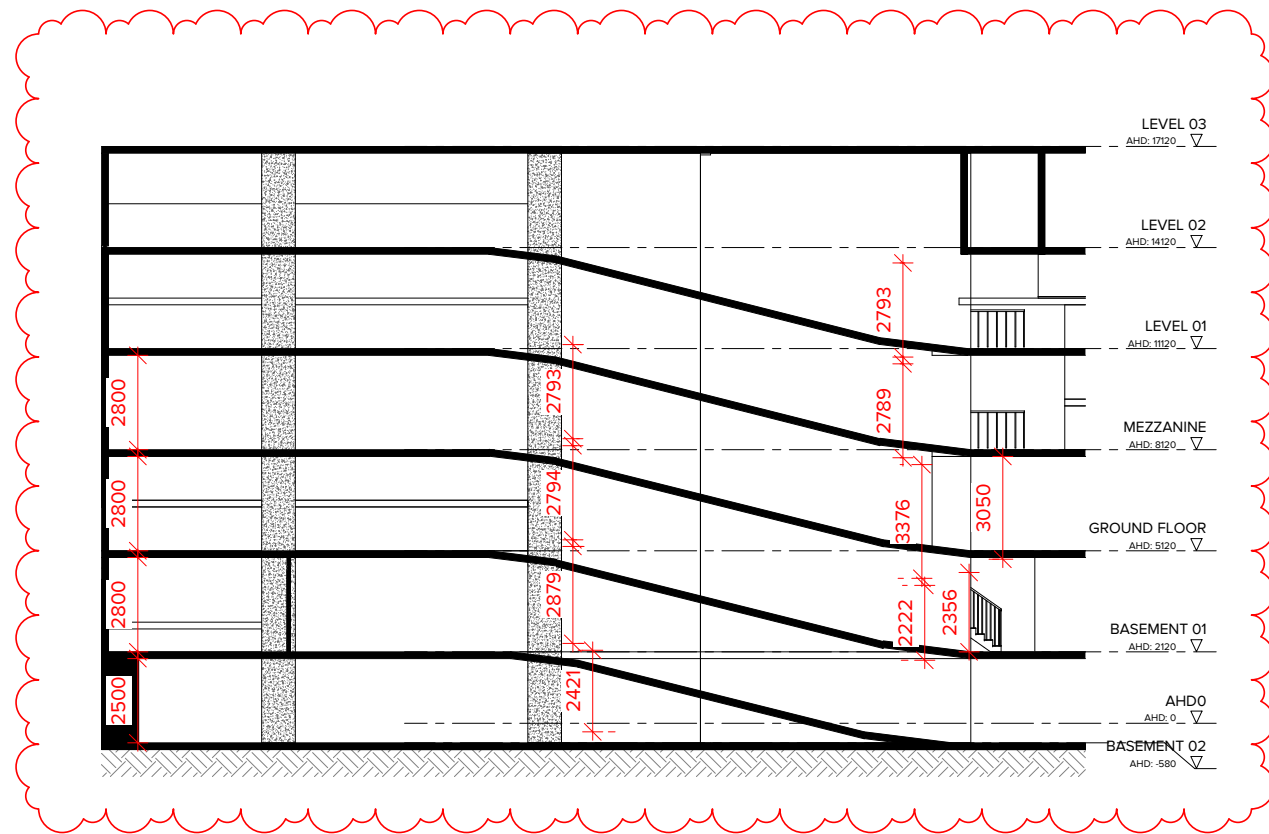 LEVEL 03
AHD: 17120
LEVEL 02
AHD: 14120
2793
LEVEL 01
AHD: 11120
2800
2793
2789
MEZZANINE
AHD: 8120
2800
2794
3376
3050
GROUND FLOOR
AHD: 5120
2800
2879
2222
2356
BASEMENT 01
AHD: 2120
2500
2421
AHD0
AHD: 0
BASEMENT 02
AHD: -580